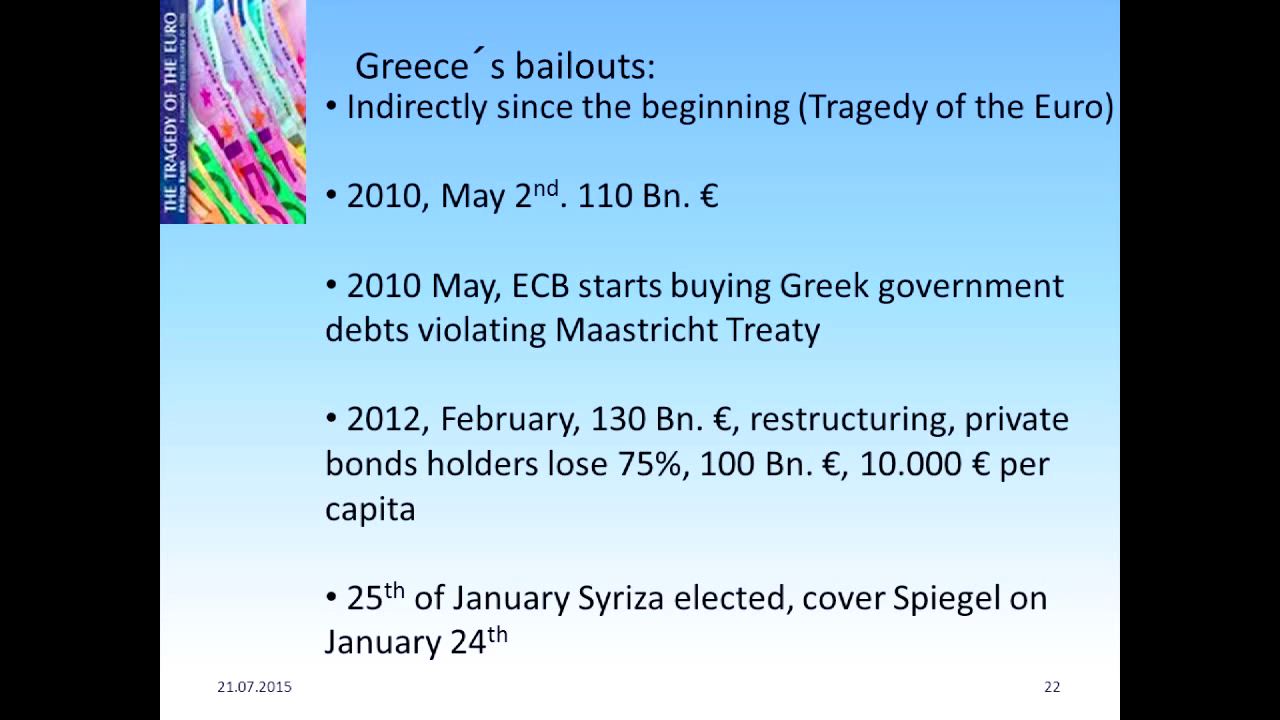 THE TRAGEDY OF THE EURO
Philipp Bagus
Greece´s bailouts:
• Indirectly since the beginning (Tragedy of the Euro)
• 2010, May 2nd. 110 Bn. €
• 2010 May, ECB starts buying Greek government
debts violating Maastricht Treaty
• 2012, February, 130 Bn. €, restructuring, private
bonds holders lose 75%, 100 Bn. €, 10.000 € per
capita
• 25th of January Syriza elected, cover Spiegel on
January 24th
21.07.2015
22